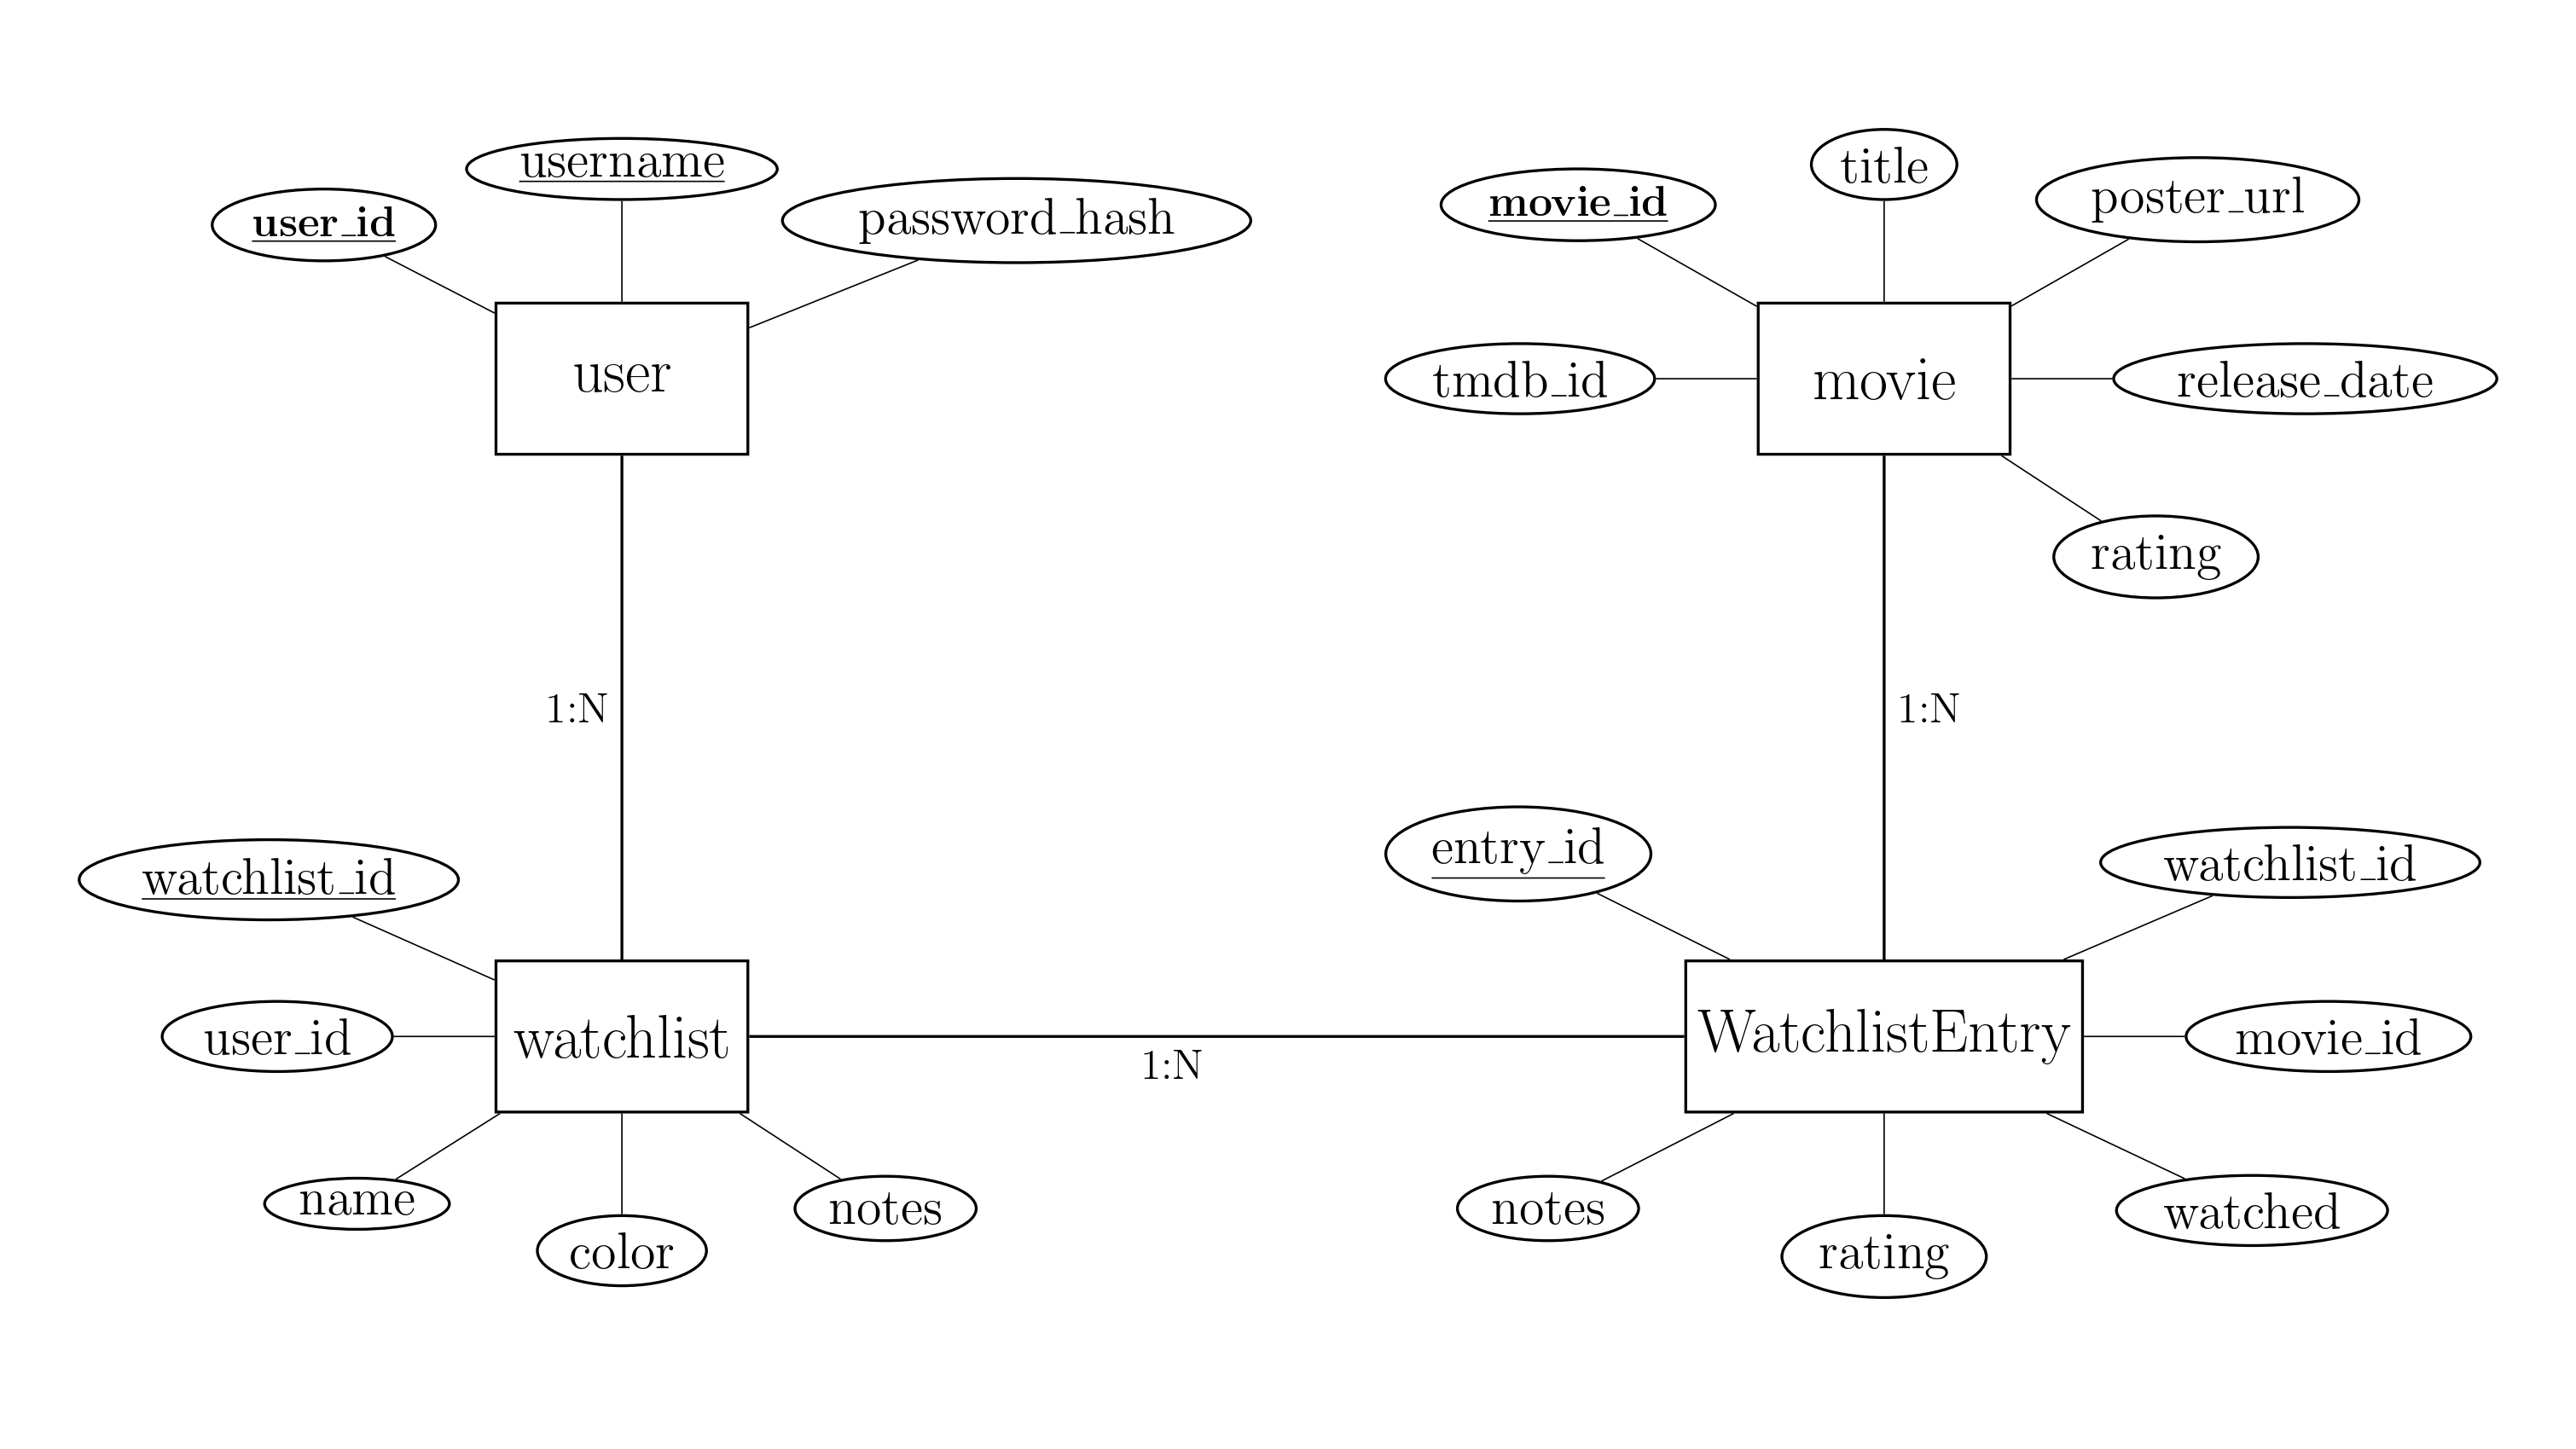 username
title
user_id
password_hash
movie_id
poster_url
user
tmdb_id
movie
release_date
rating
1:N
1:N
entry_id
watchlist_id
watchlist_id
user_id
watchlist
1:N
WatchlistEntry
movie_id
name
color
notes
notes
rating
watched